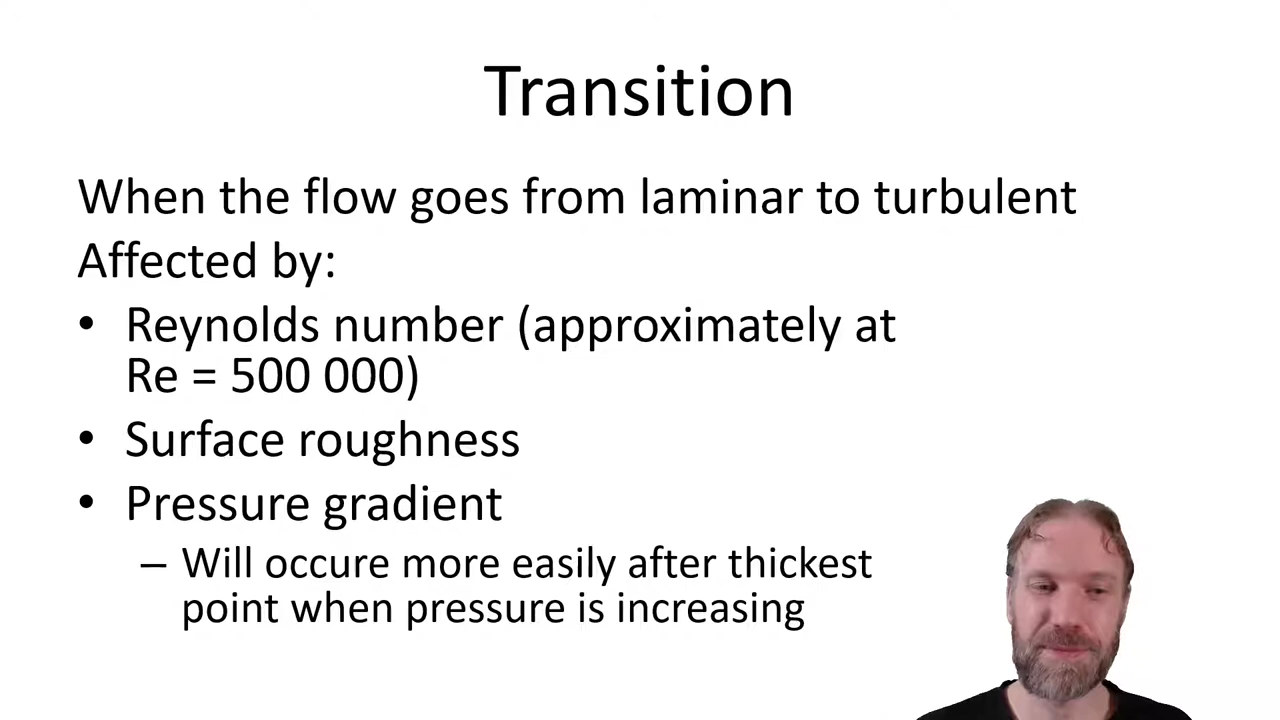 Transition
When the flow goes from laminar to turbulent
Affected by:
• Reynolds number (approximately at
Re = 500 000)
• Surface roughness
• Pressure gradient
– Will occure more easily after thickest
point when pressure is increasing